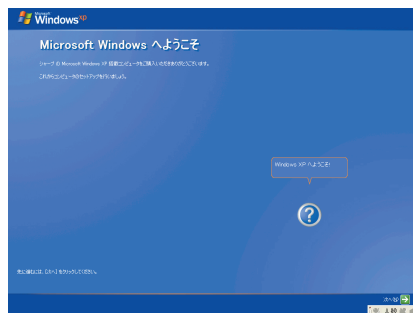 Microsoft
Windows xp
Microsoft Windows へようこそ
シャープ の Microsoft Windows XP 搭載コンピュータをご購入いただきありがとうございます。
これからコンピュータのセットアップを行いましょう。
Windows XP へようこそ!
先に進むには、[次へ] をクリックしてください。
次へ(N)